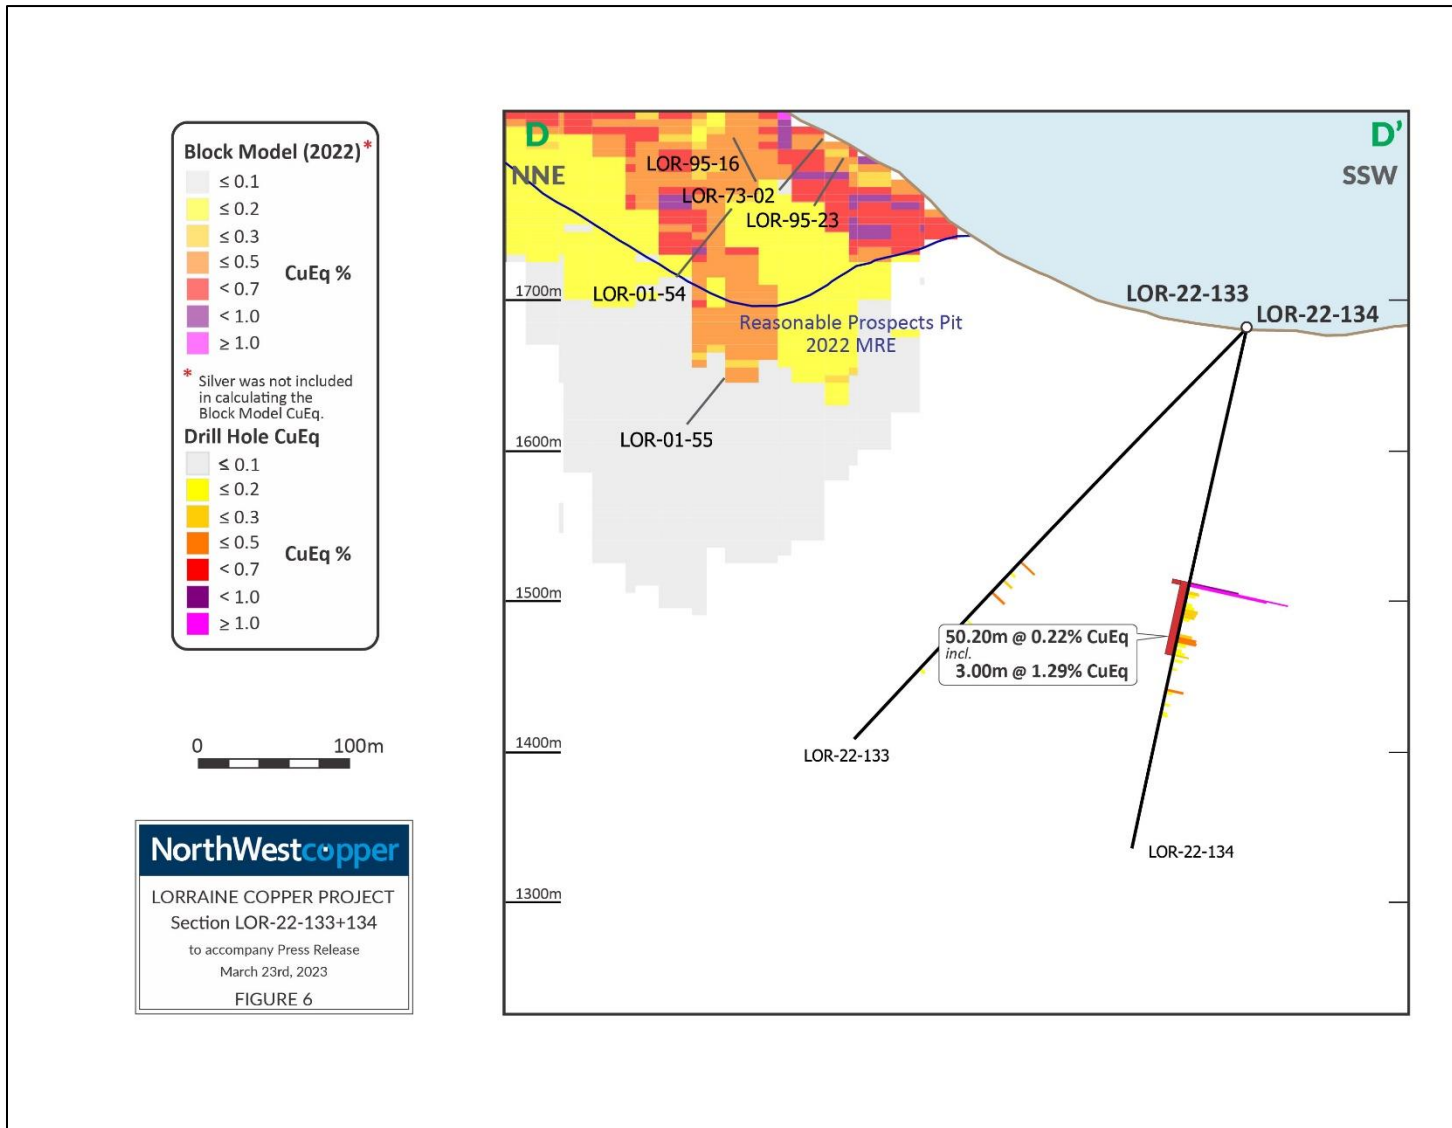 Block Model (2022)*
≤ 0.1
≤ 0.2
≤ 0.3
≤ 0.5
< 0.7
< 1.0
≥ 1.0
CuEq %
* Silver was not included
in calculating the
Block Model CuEq.
Drill Hole CuEq
≤ 0.1
≤ 0.2
≤ 0.3
≤ 0.5
< 0.7
< 1.0
≥ 1.0
CuEq %
0 100m
NorthWestcopper
LORRAINE COPPER PROJECT
Section LOR-22-133+134
to accompany Press Release
March 23rd, 2023
FIGURE 6
D
NNE
D'
SSW
LOR-95-16
LOR-73-02
LOR-95-23
LOR-01-54
1700m
Reasonable Prospects Pit
2022 MRE
LOR-22-133
LOR-22-134
LOR-01-55
1600m
1500m
50.20m @ 0.22% CuEq
incl.
3.00m @ 1.29% CuEq
1400m
LOR-22-133
LOR-22-134
1300m